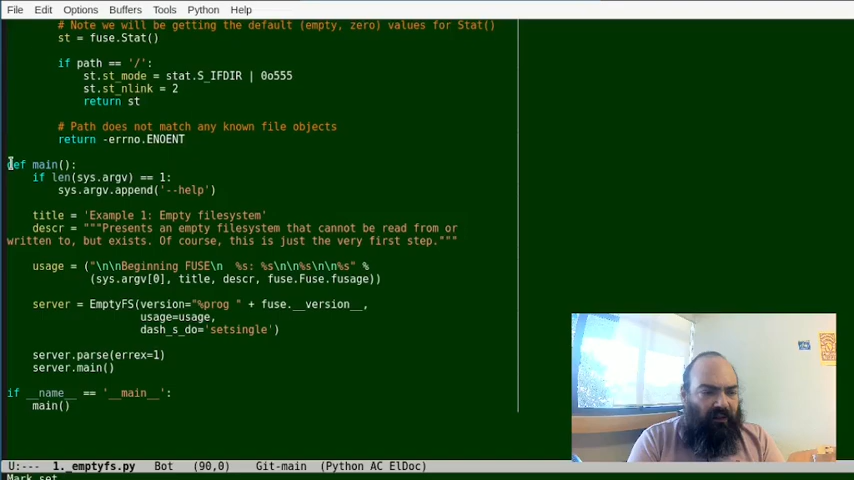 File Edit Options Buffers Tools Python Help
# Note we will be getting the default (empty, zero) values for Stat()
st = fuse.Stat()
if path == '/':
st.st_mode = stat.S_IFDIR | 0o555
st.st_nlink = 2
return st
# Path does not match any known file objects
return -errno.ENOENT
def main():
if len(sys.argv) == 1:
sys.argv.append('--help')
title = 'Example 1: Empty filesystem'
descr = """Presents an empty filesystem that cannot be read from or
written to, but exists. Of course, this is just the very first step."""
usage = ("\n\nBeginning FUSE\n  %s: %s\n\n%s\n\n%s" %
(sys.argv[0], title, descr, fuse.Fuse.fusage))
server = EmptyFS(version="%prog " + fuse.__version__,
usage=usage,
dash_s_do='setsingle')
server.parse(errex=1)
server.main()
if __name__ == '__main__':
main()
U:--- 1._emptyfs.py Bot (90,0) Git-main (Python AC ElDoc)
Mark set